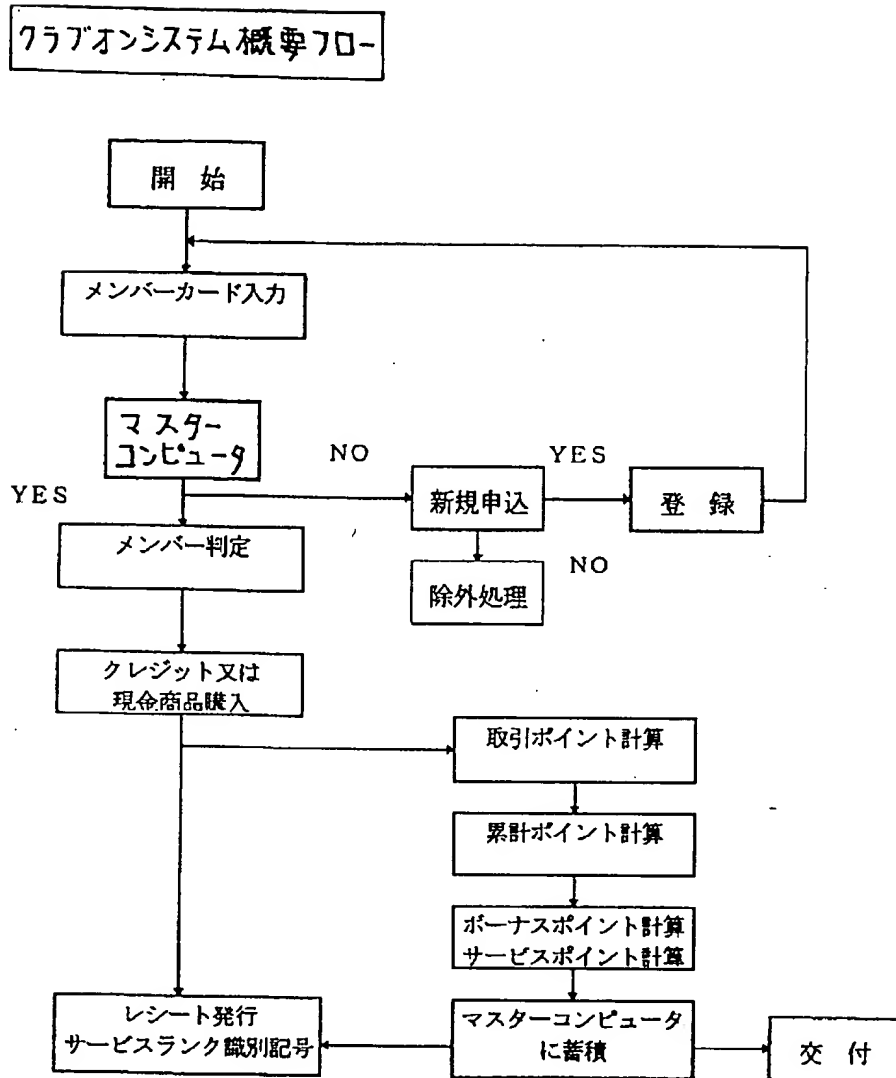 クラブオンシステム概要フロー
開 始
メンバーカード入力
マスター
コンピュータ
NO
YES
YES
新規申込
登 録
メンバー判定
NO
除外処理
クレジット又は
現金商品購入
取引ポイント計算
累計ポイント計算
ボーナスポイント計算
サービスポイント計算
レシート発行
サービスランク識別記号
マスターコンピュータ
に蓄積
交 付